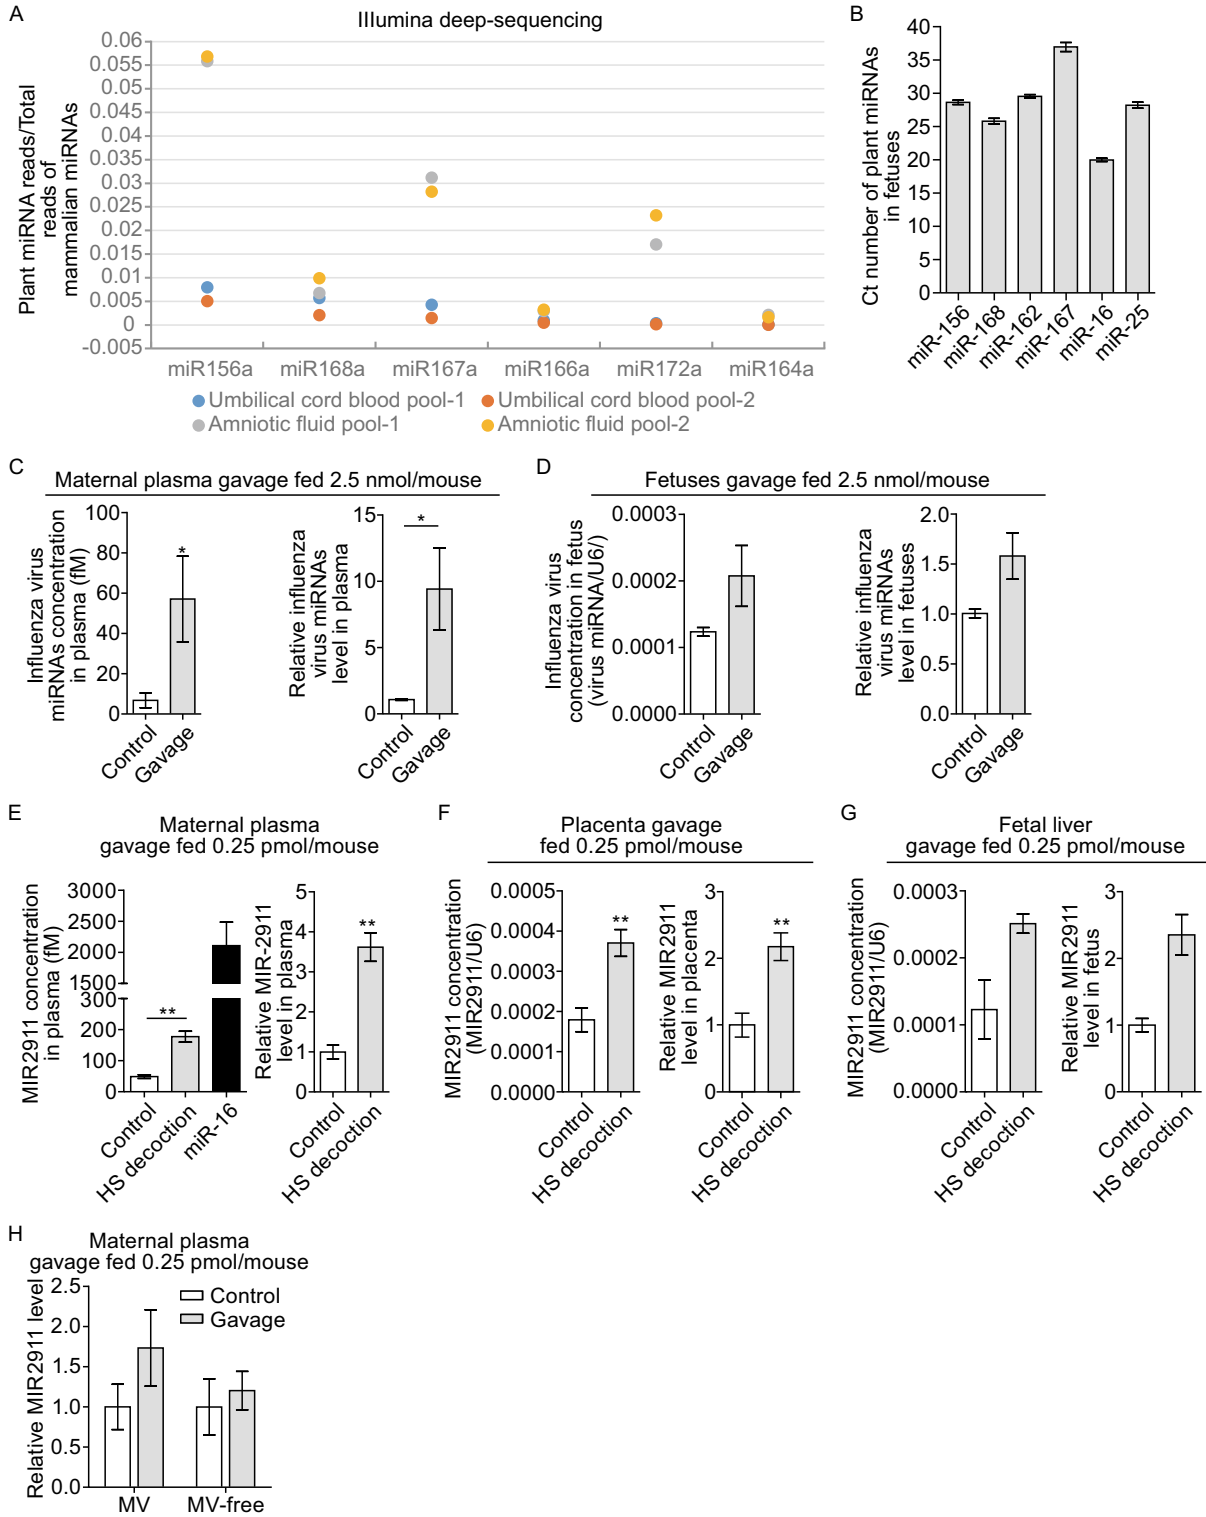 A
IIlumina deep-sequencing
Plant miRNA reads/Total
reads of
mammalian miRNAs
0.06
0.055
0.05
0.045
0.04
0.035
0.03
0.025
0.02
0.015
0.01
0.005
0
-0.005
miR156a miR168a miR167a miR166a miR172a miR164a
Umbilical cord blood pool-1 Umbilical cord blood pool-2
Amniotic fluid pool-1 Amniotic fluid pool-2
B
Ct number of plant miRNAs
in fetuses
40
35
30
25
20
15
10
5
0
miR-156 miR-168 miR-162 miR-167 miR-16 miR-25
C
Maternal plasma gavage fed 2.5 nmol/mouse
Influenza virus
miRNAs concentration
in plasma (fM)
100
80
60
40
20
0
*
Control Gavage
Relative influenza
virus miRNAs
level in plasma
15
10
5
0
*
Control Gavage
D
Fetuses gavage fed 2.5 nmol/mouse
Influenza virus
concentration in fetus
(virus miRNA/U6/)
0.0003
0.0002
0.0001
0.0000
Control Gavage
Relative influenza
virus miRNAs
level in fetuses
2.0
1.5
1.0
0.5
0.0
Control Gavage
E
Maternal plasma
gavage fed 0.25 pmol/mouse
MIR2911 concentration
in plasma (fM)
3000
2500
2000
1500
300
200
100
0
**
Control HS decoction miR-16
Relative MIR-2911
level in plasma
5
4
3
2
1
0
**
Control HS decoction
F
Placenta gavage
fed 0.25 pmol/mouse
MIR2911 concentration
(MIR2911/U6)
0.0005
0.0004
0.0003
0.0002
0.0001
0.0000
**
Control HS decoction
Relative MIR2911
level in placenta
3
2
1
0
**
Control HS decoction
G
Fetal liver
gavage fed 0.25 pmol/mouse
MIR2911 concentration
(MIR2911/U6)
0.0003
0.0002
0.0001
0.0000
Control HS decoction
Relative MIR2911
level in fetus
3
2
1
0
Control HS decoction
H
Maternal plasma
gavage fed 0.25 pmol/mouse
Relative MIR2911 level
2.5
2.0
1.5
1.0
0.5
0.0
Control
Gavage
MV MV-free